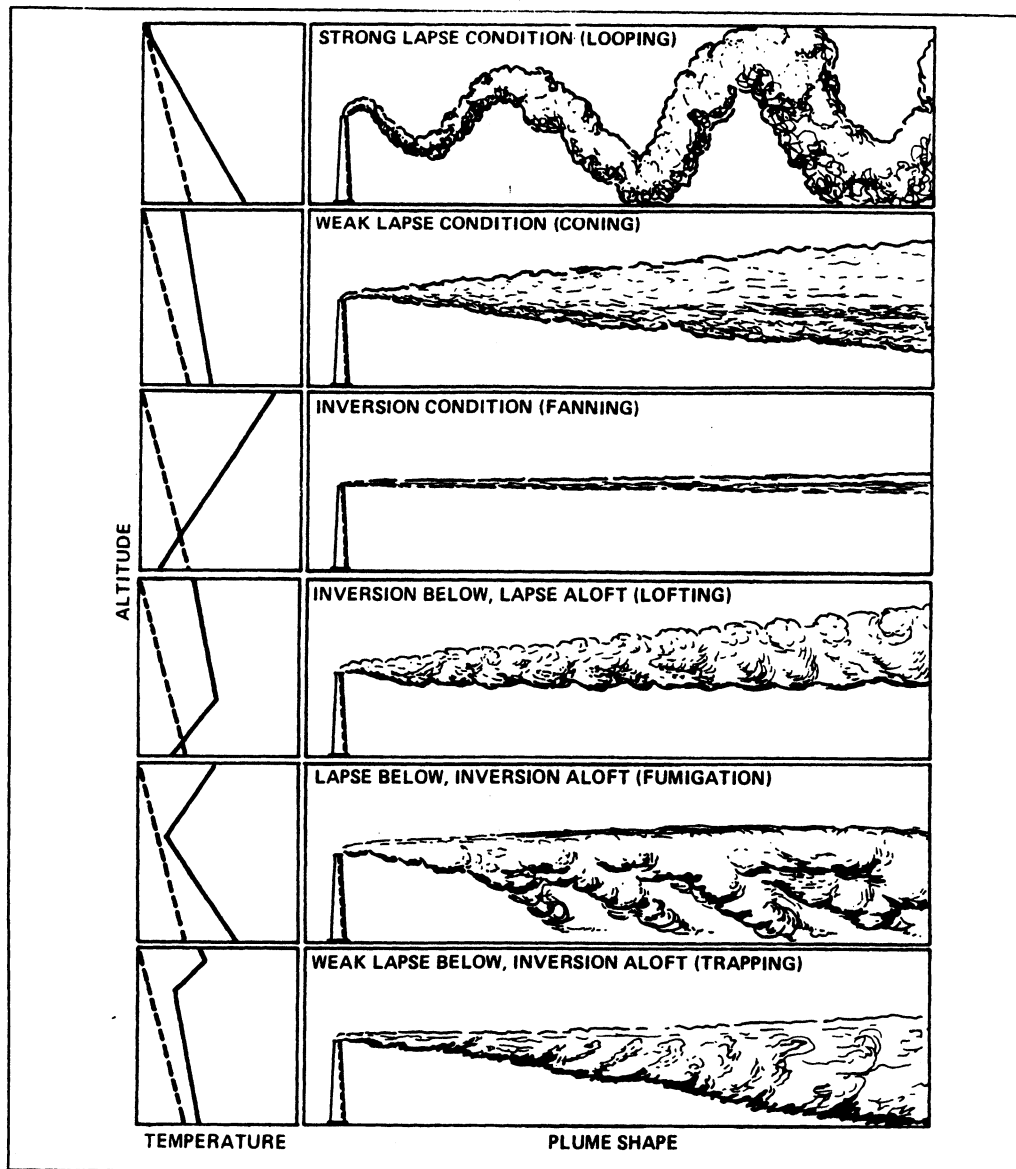 STRONG LAPSE CONDITION (LOOPING)
WEAK LAPSE CONDITION (CONING)
INVERSION CONDITION (FANNING)
INVERSION BELOW, LAPSE ALOFT (LOFTING)
LAPSE BELOW, INVERSION ALOFT (FUMIGATION)
WEAK LAPSE BELOW, INVERSION ALOFT (TRAPPING)
ALTITUDE
TEMPERATURE
PLUME SHAPE